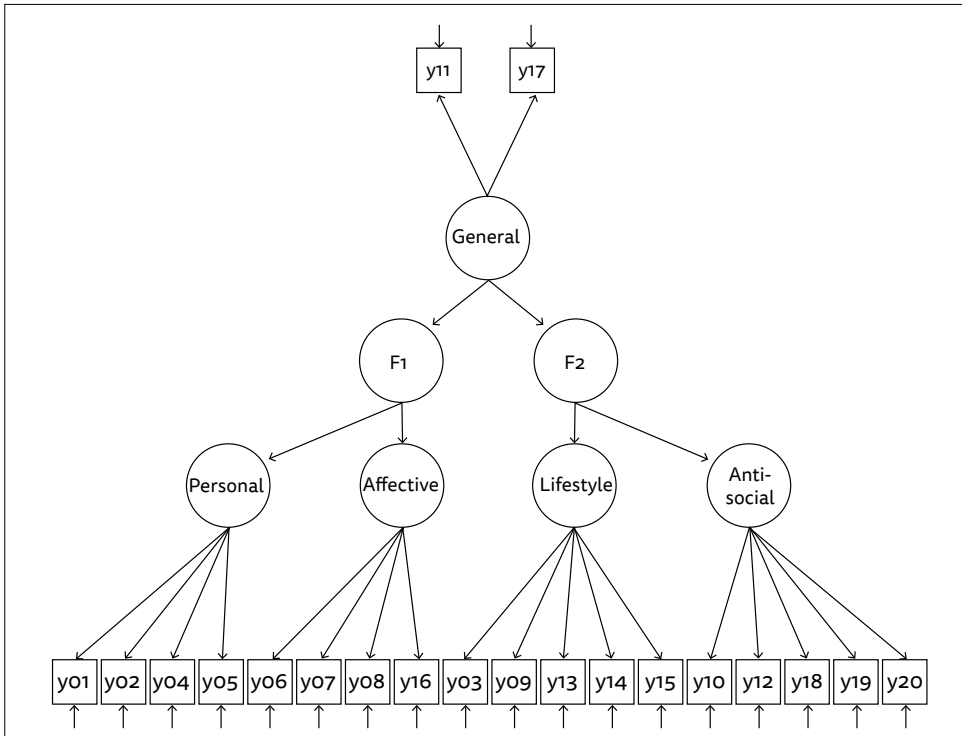 y11 y17
General
F1 F2
Personal Affective Lifestyle Anti-
social
y01 y02 y04 y05 y06 y07 y08 y16 y03 y09 y13 y14 y15 y10 y12 y18 y19 y20